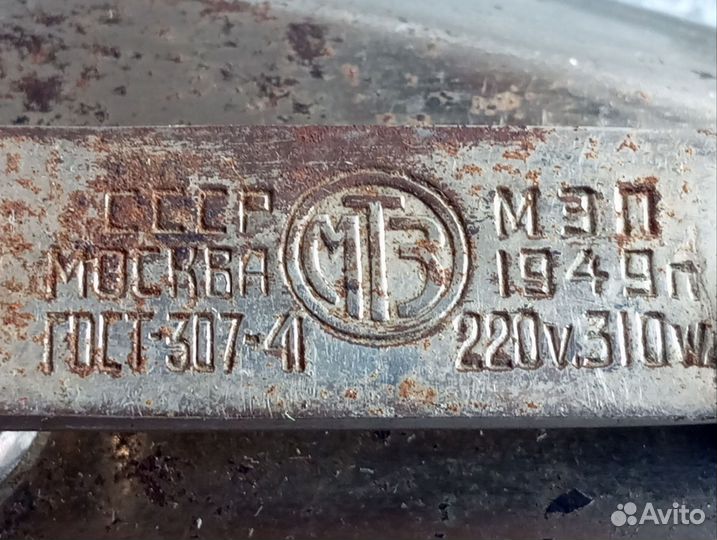 СССР МТЗ МЭП
МОСКВА 1949г
ГОСТ-307-41 220v.310w.
Avito